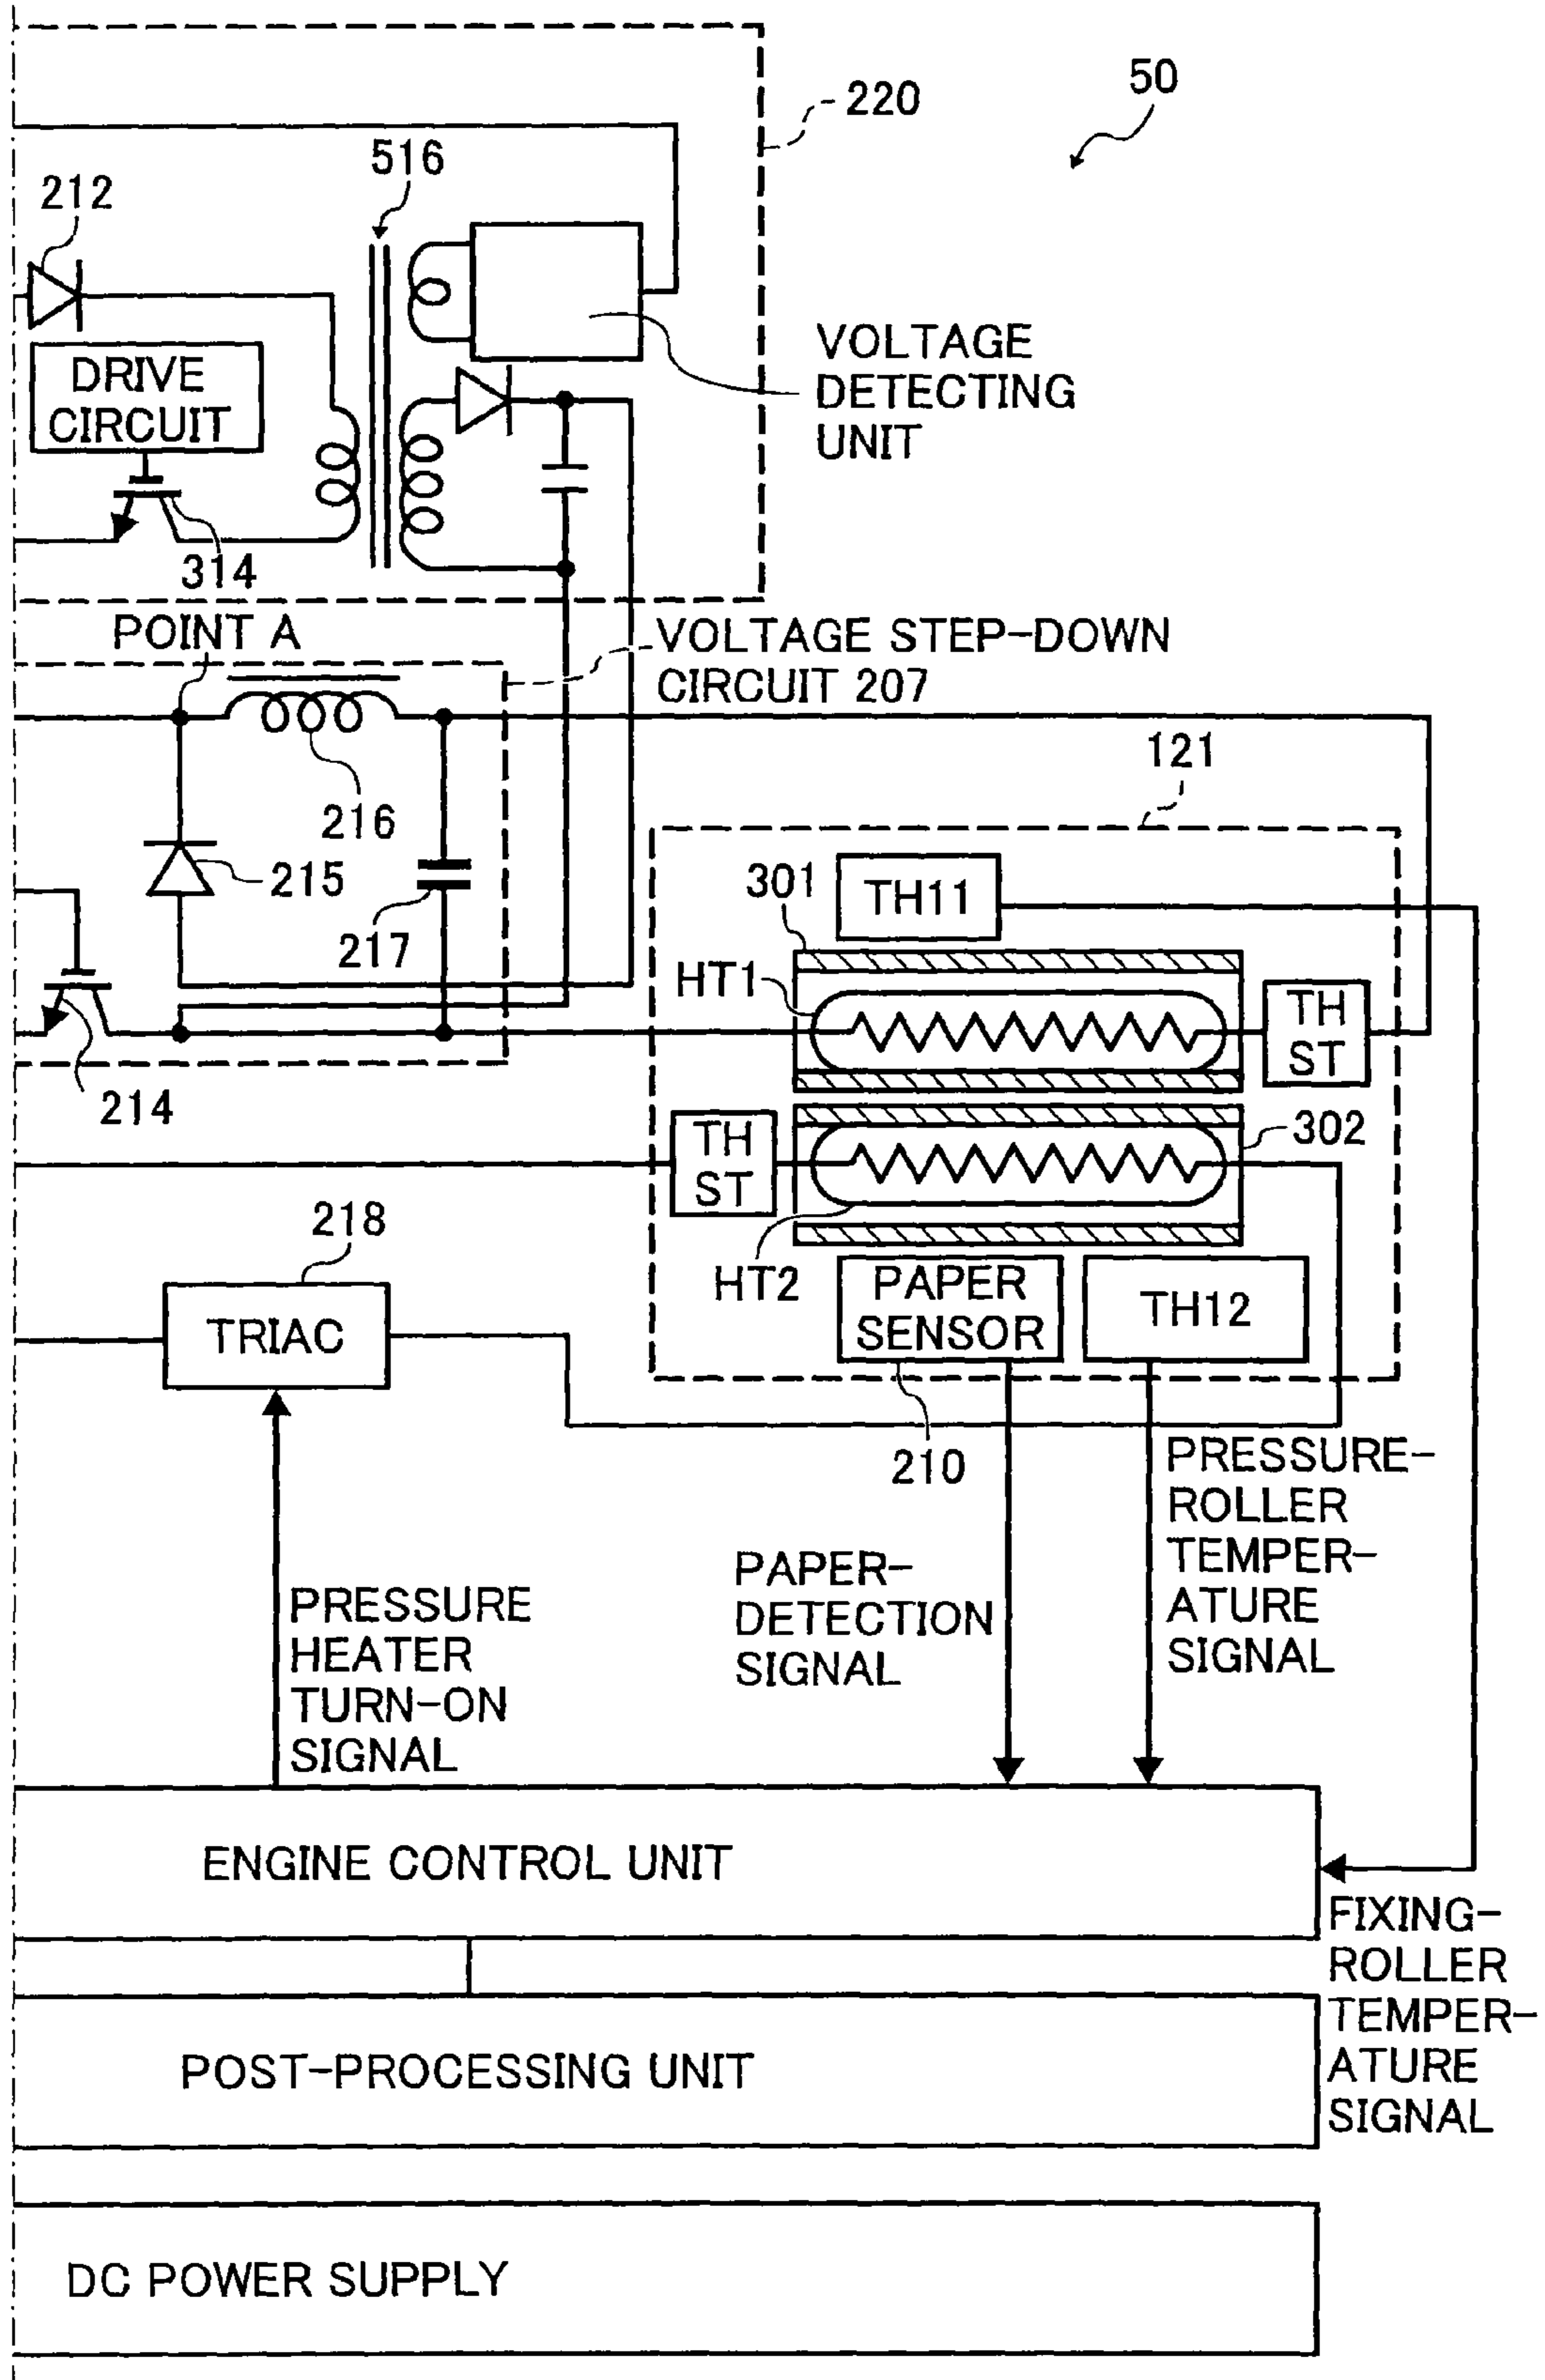 50
220
516
212
VOLTAGE
DETECTING
UNIT
DRIVE
CIRCUIT
314
POINT A
VOLTAGE STEP-DOWN
CIRCUIT 207
121
216
215
301
TH11
217
HT1
TH
ST
214
TH
ST
302
218
HT2
PAPER
SENSOR
TH12
TRIAC
210
PRESSURE-
ROLLER
TEMPER-
ATURE
SIGNAL
PAPER-
DETECTION
SIGNAL
PRESSURE
HEATER
TURN-ON
SIGNAL
ENGINE CONTROL UNIT
FIXING-
ROLLER
TEMPER-
ATURE
SIGNAL
POST-PROCESSING UNIT
DC POWER SUPPLY